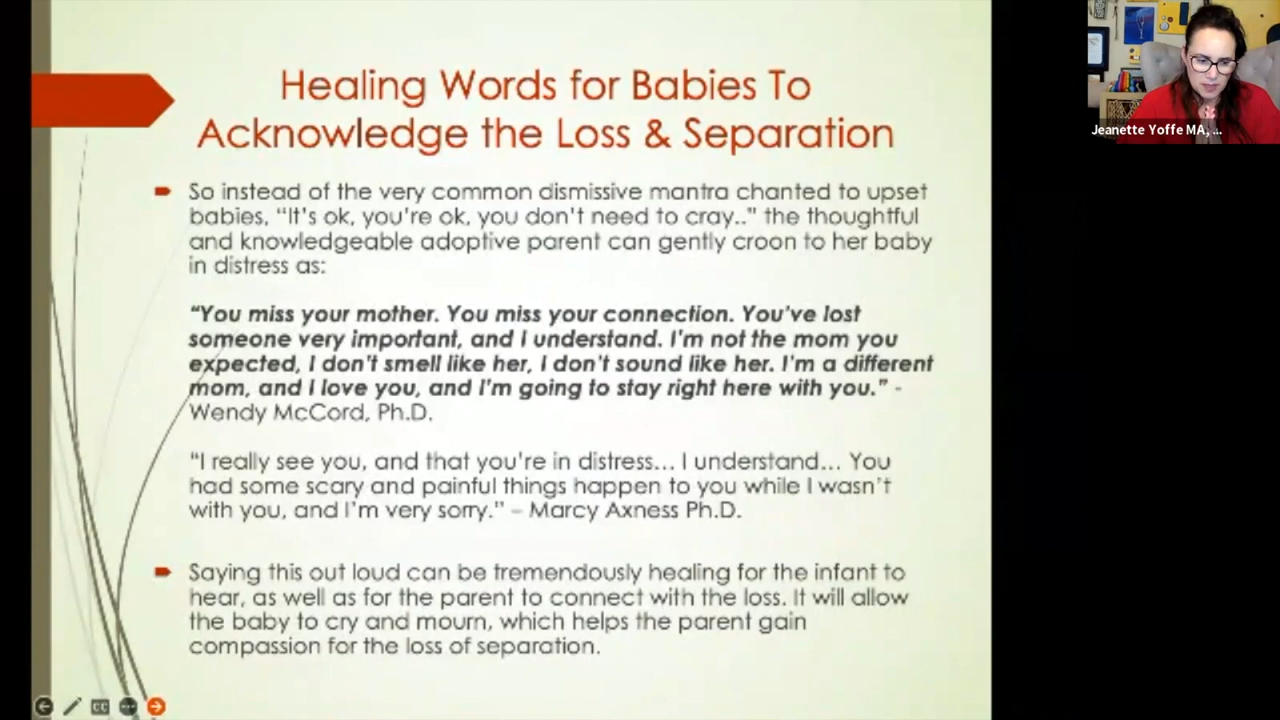 Healing Words for Babies To
Acknowledge the Loss & Separation
So instead of the very common dismissive mantra chanted to upset
babies, “It’s ok, you’re ok, you don’t need to cray..” the thoughtful
and knowledgeable adoptive parent can gently croon to her baby
in distress as:
“You miss your mother. You miss your connection. You’ve lost
someone very important, and I understand. I’m not the mom you
expected, I don’t smell like her, I don’t sound like her. I’m a different
mom, and I love you, and I’m going to stay right here with you.” -
Wendy McCord, Ph.D.
“I really see you, and that you’re in distress… I understand… You
had some scary and painful things happen to you while I wasn’t
with you, and I’m very sorry.” – Marcy Axness Ph.D.
Saying this out loud can be tremendously healing for the infant to
hear, as well as for the parent to connect with the loss. It will allow
the baby to cry and mourn, which helps the parent gain
compassion for the loss of separation.
Jeanette Yoffe MA, ...
CC